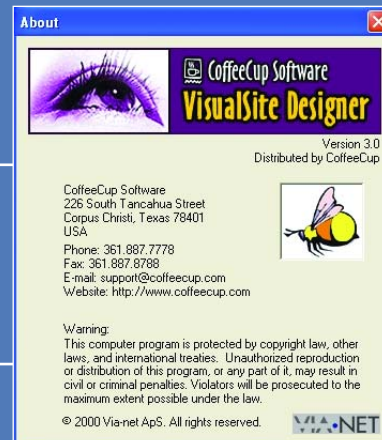 About
CoffeeCup Software
VisualSite Designer
Version 3.0
Distributed by CoffeeCup
CoffeeCup Software
226 South Tancahua Street
Corpus Christi, Texas 78401
USA
Phone: 361.887.7778
Fax: 361.887.8788
E-mail: support@coffeecup.com
Website: http://www.coffeecup.com
Warning:
This computer program is protected by copyright law, other
laws, and international treaties. Unauthorized reproduction
or distribution of this program, or any part of it, may result in
civil or criminal penalties. Violators will be prosecuted to the
maximum extent possible under the law.
© 2000 Via-net ApS. All rights reserved.
VIA•NET